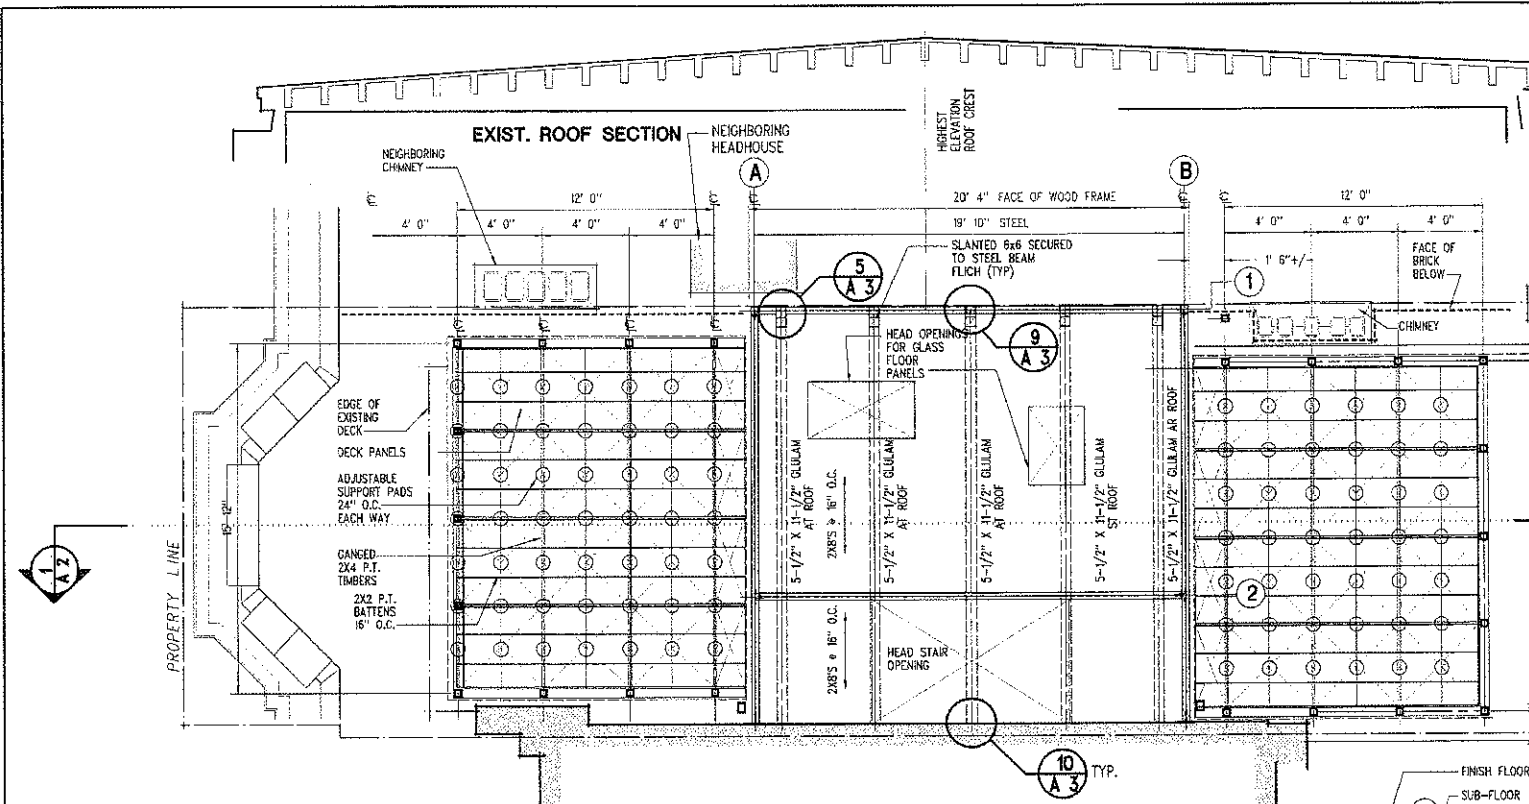 EXIST. ROOF SECTION
NEIGHBORING
HEADHOUSE
HIGHEST
ELEVATION
ROOF CREST
NEIGHBORING
CHIMNEY
A
B
12' 0"
20' 4" FACE OF WOOD FRAME
12' 0"
4' 0"
4' 0"
4' 0"
4' 0"
19' 10" STEEL
4' 0"
4' 0"
4' 0"
SLANTED 6x6 SECURED
TO STEEL BEAM
FLICH (TYP)
1' 6"+/
FACE OF
BRICK
BELOW
5
A 3
1
CHIMNEY
9
A 3
HEAD OPENINGS
FOR GLASS
FLOOR
PANELS
EDGE OF
EXISTING
DECK
DECK PANELS
ADJUSTABLE
SUPPORT PADS
24" O.C.
EACH WAY
GANGED
2X4 P.T.
TIMBERS
2X2 P.T.
BATTENS
16" O.C.
5-1/2" X 11-1/2" GLULAM
AT ROOF
2X8'S @ 16" O.C.
5-1/2" X 11-1/2" GLULAM
AT ROOF
5-1/2" X 11-1/2" GLULAM
AT ROOF
5-1/2" X 11-1/2" GLULAM
ST ROOF
5-1/2" X 11-1/2" GLULAM AR ROOF
15'-12"
PROPERTY LINE
1
A 2
2
2X8'S @ 16" O.C.
HEAD STAIR
OPENING
10
A 3
TYP.
FINISH FLOOR
SUB-FLOOR